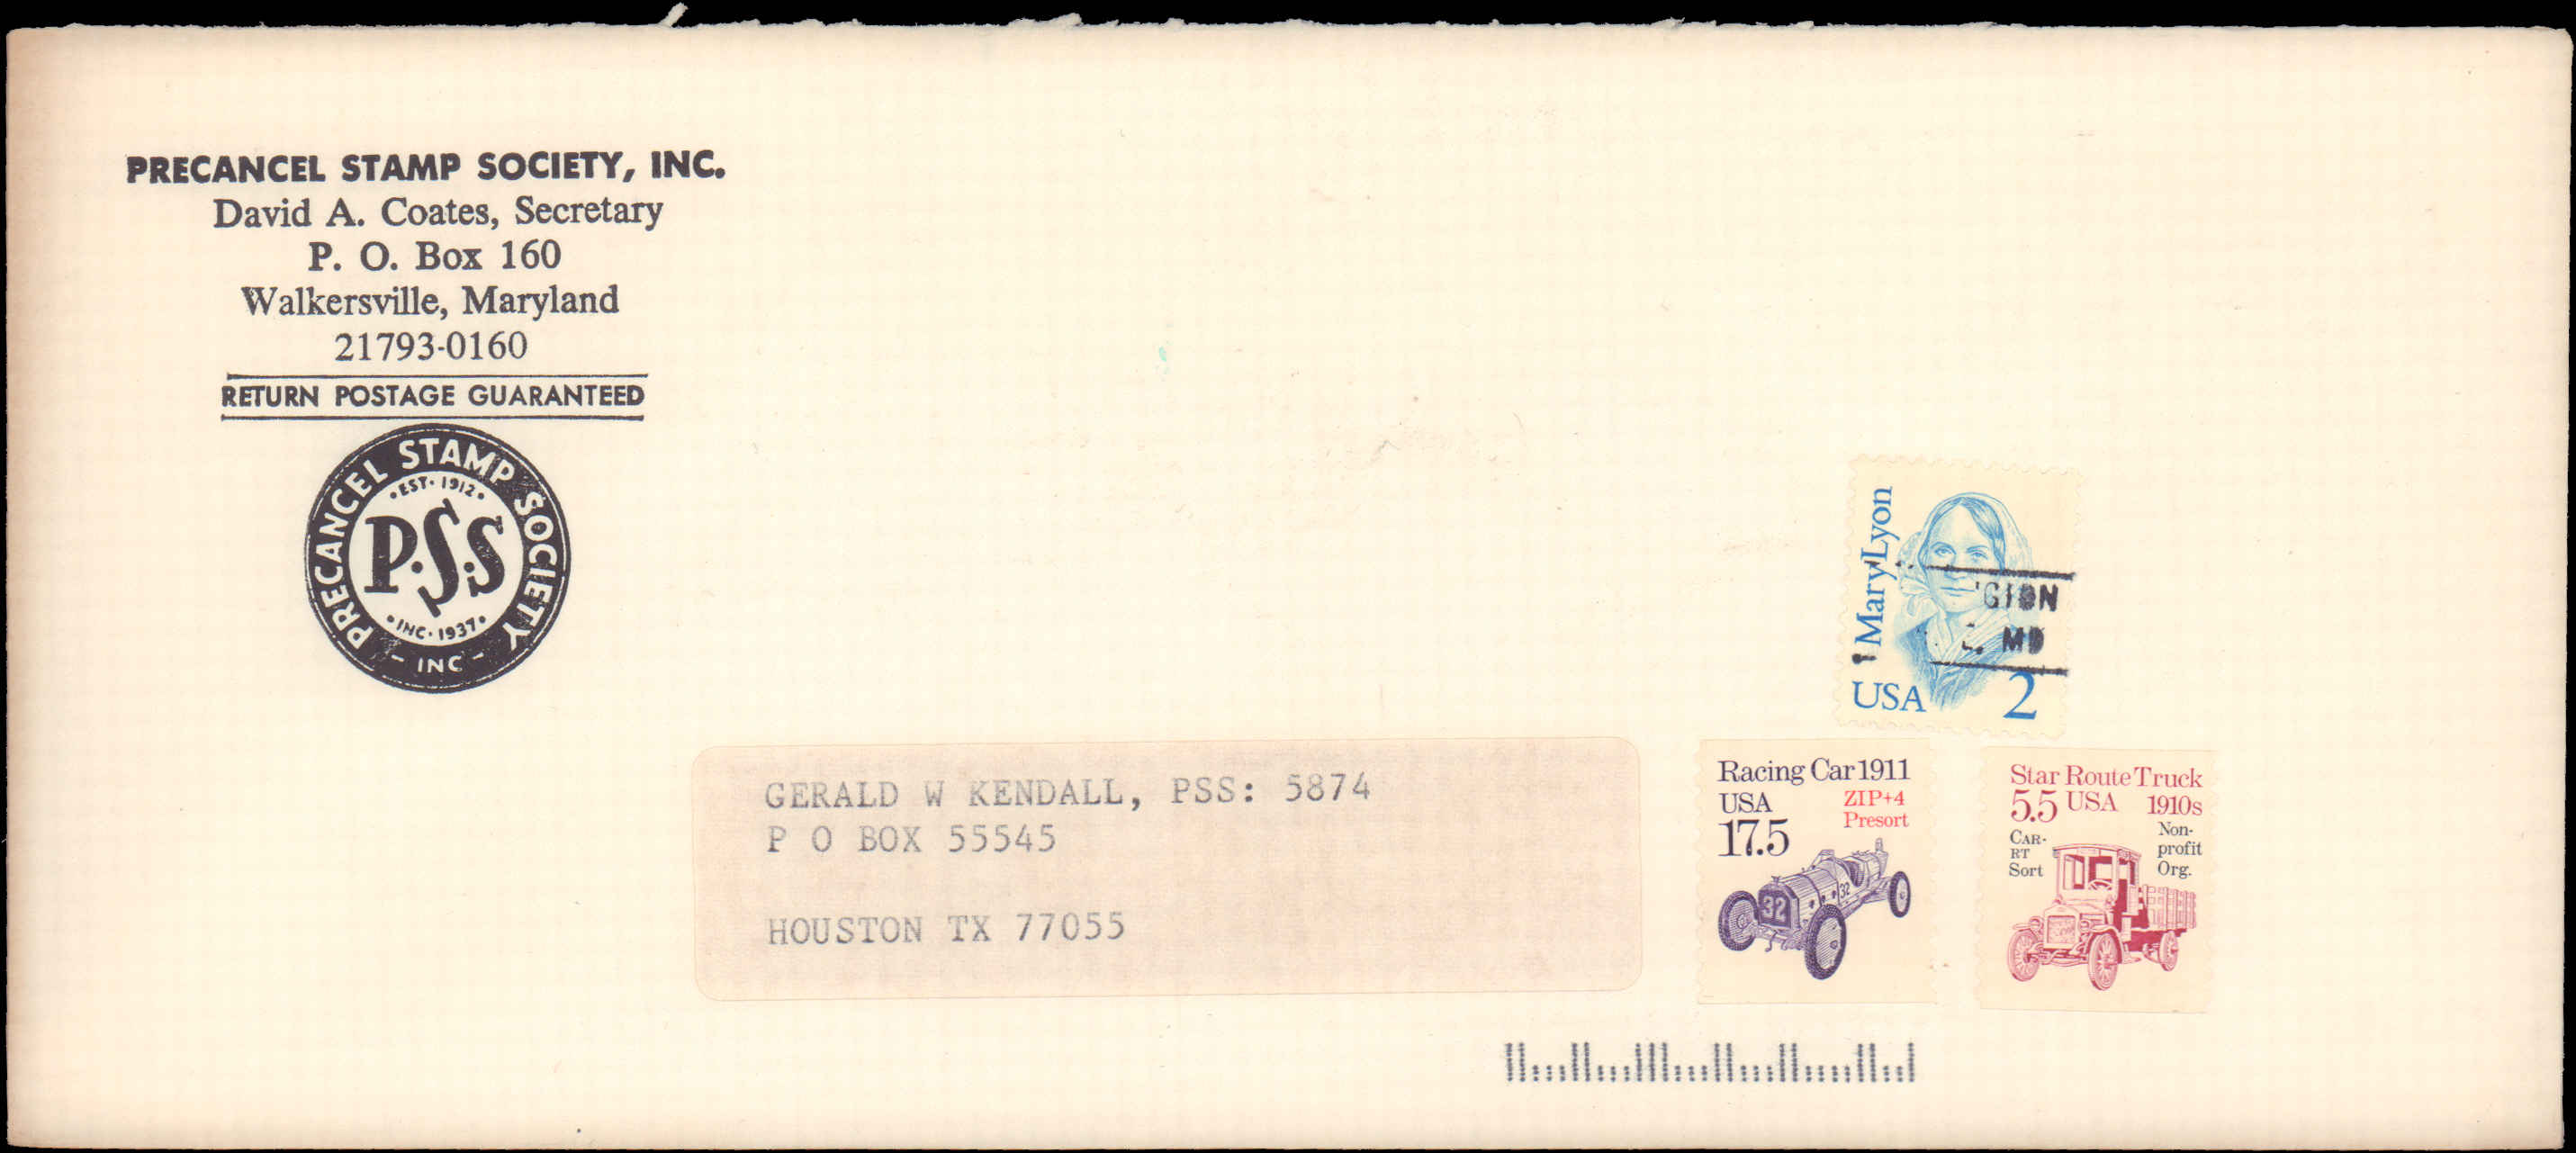 PRECANCEL STAMP SOCIETY, INC.
David A. Coates, Secretary
P. O. Box 160
Walkersville, Maryland
21793-0160
RETURN POSTAGE GUARANTEED
PRECANCEL STAMP SOCIETY
• EST • 1912 •
P.S.S
• INC • 1937 •
– INC –
Mary Lyon
MD
USA 2
GERALD W KENDALL, PSS: 5874
P O BOX 55545
HOUSTON TX 77055
Racing Car 1911
USA ZIP+4
17.5 Presort
32
32
Star Route Truck
5.5 USA 1910s
CAR-
RT
Sort
Non-
profit
Org.